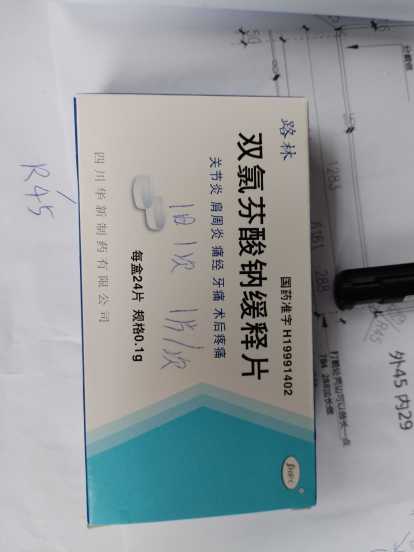 路林
双氯芬酸钠缓释片
国药准字H19991402
关节炎 肩周炎 痛经 牙痛 术后疼痛
1日1次 1片/次
每盒24片 规格0.1g
四川华新制药有限公司
R45
1283
288
R45
外45 内29